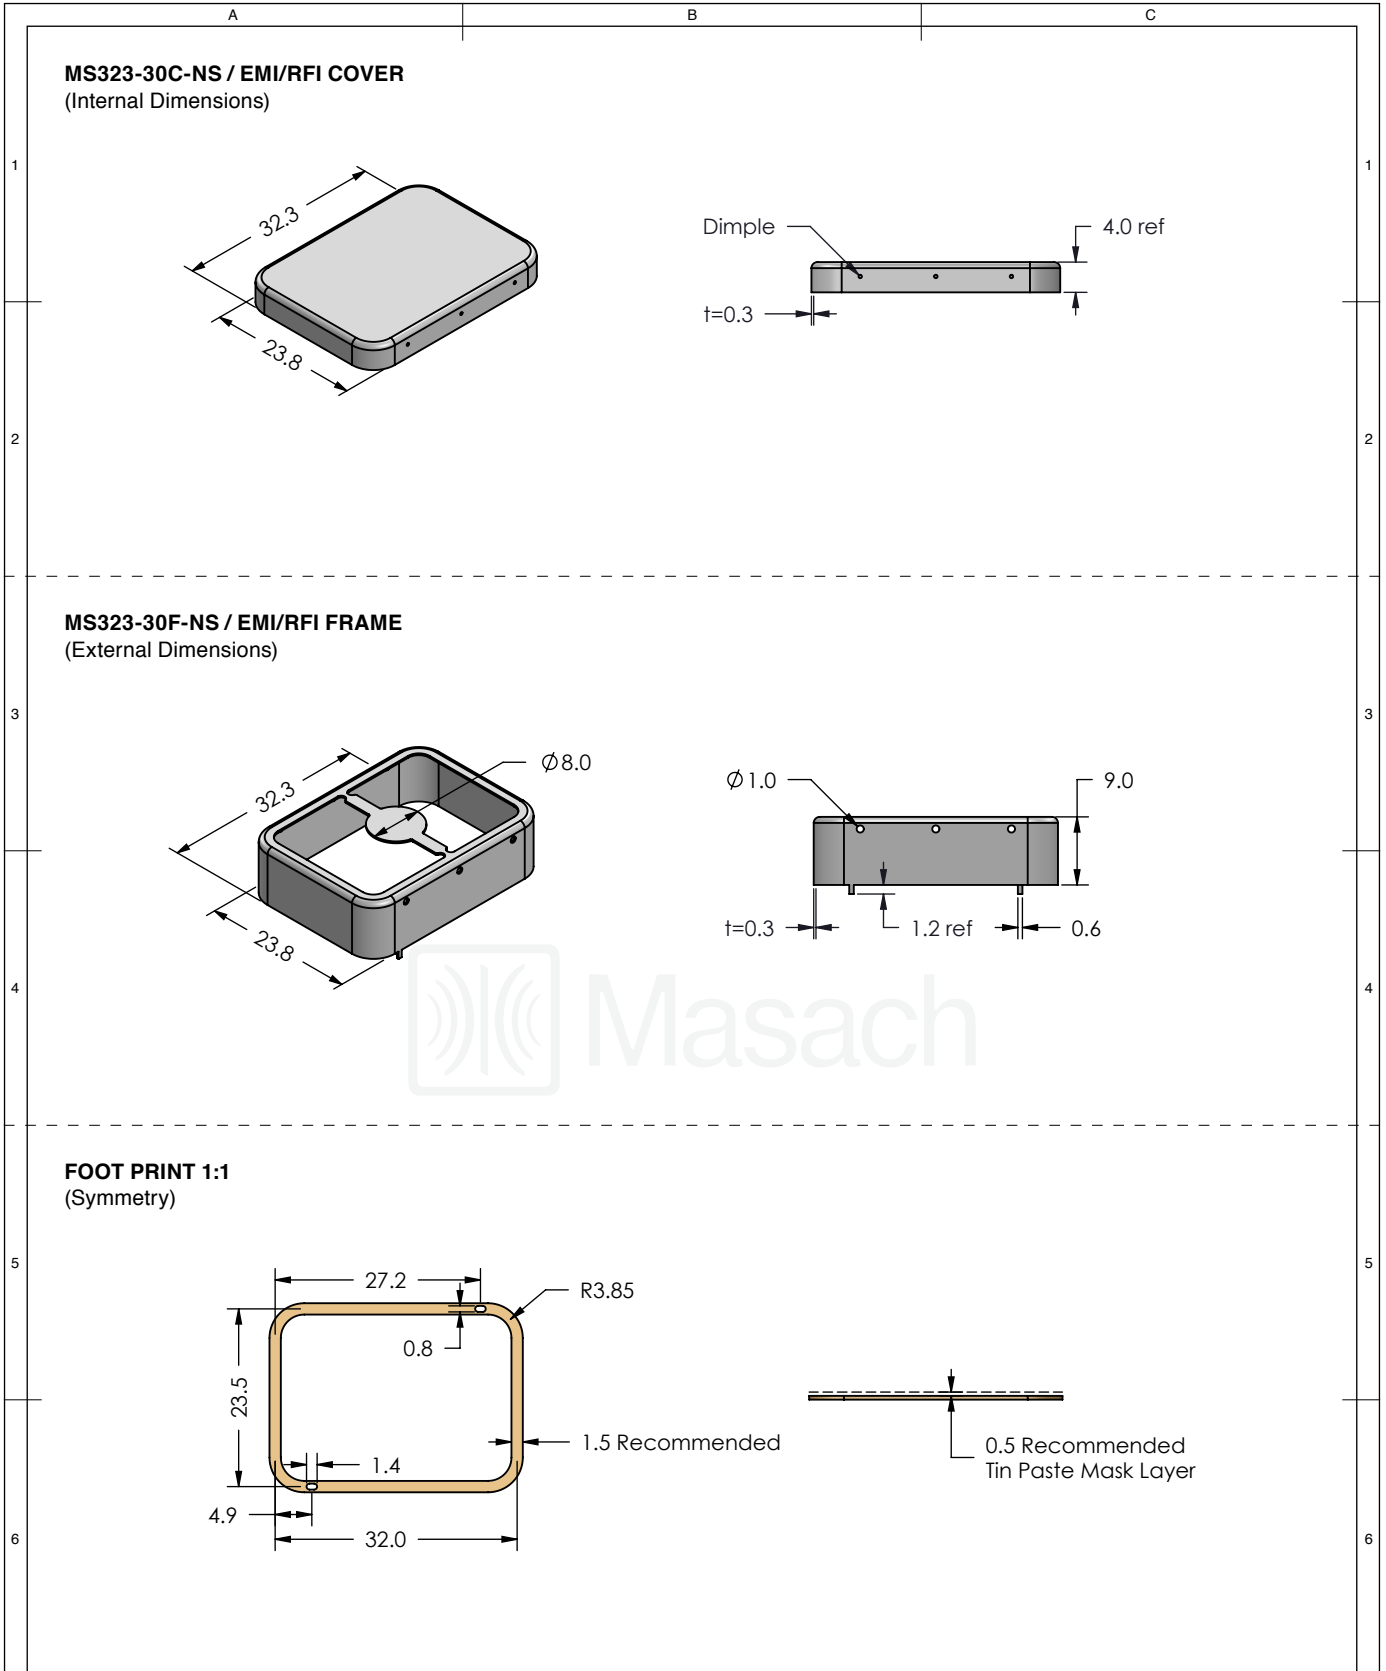 A B C
MS323-30C-NS / EMI/RFI COVER
(Internal Dimensions)
1 1
32.3
23.8
Dimple
4.0 ref
t=0.3
2 2
MS323-30F-NS / EMI/RFI FRAME
(External Dimensions)
3 3
32.3
Ø8.0
23.8
Ø1.0
9.0
t=0.3
1.2 ref
0.6
4 4
Masach
FOOT PRINT 1:1
(Symmetry)
5 5
27.2
R3.85
0.8
23.5
1.5 Recommended
1.4
4.9
32.0
0.5 Recommended
Tin Paste Mask Layer
6 6